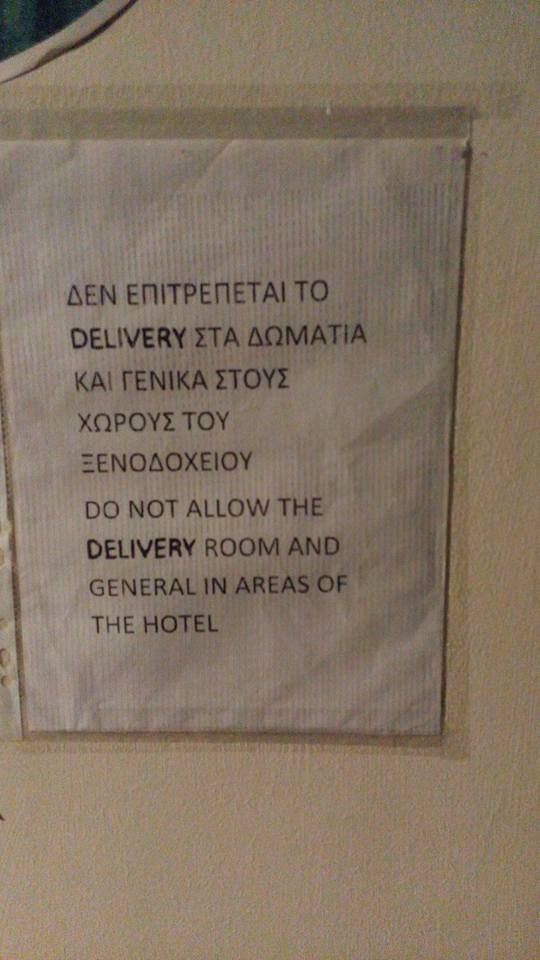 ΔΕΝ ΕΠΙΤΡΕΠΕΤΑΙ ΤΟ
DELIVERY ΣΤΑ ΔΩΜΑΤΙΑ
ΚΑΙ ΓΕΝΙΚΑ ΣΤΟΥΣ
ΧΩΡΟΥΣ ΤΟΥ
ΞΕΝΟΔΟΧΕΙΟΥ
DO NOT ALLOW THE
DELIVERY ROOM AND
GENERAL IN AREAS OF
THE HOTEL